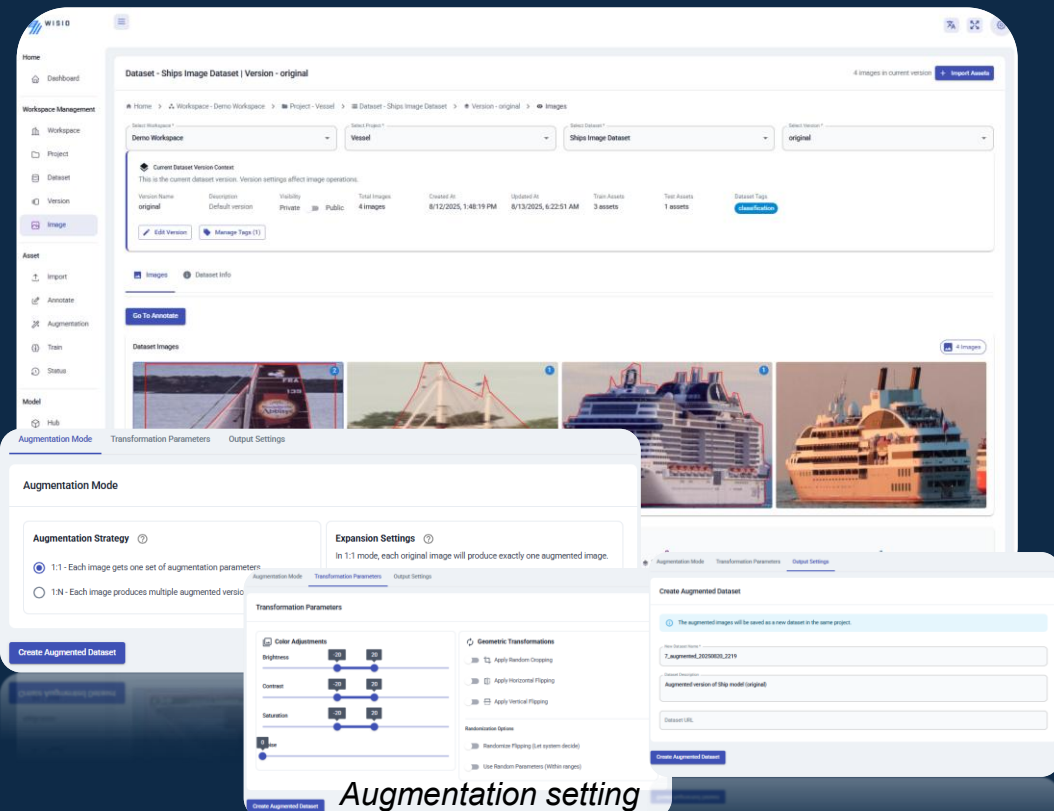 WISIO
Home
Dashboard
Workspace Management
Workspace
Project
Dataset
Version
Image
Asset
Import
Annotate
Augmentation
Train
Status
Model
Hub
Dataset - Ships Image Dataset | Version - original
4 images in current version
+ Import Assets
Home > Workspace - Demo Workspace > Project - Vessel > Dataset - Ships Image Dataset > Version - original > Images
Select Workspace *
Demo Workspace
Select Project *
Vessel
Select Dataset *
Ships Image Dataset
Select Version *
original
Current Dataset Version Context
This is the current dataset version. Version settings affect image operations.
Version Name Description Visibility Total Images Created At Updated At Train Assets Test Assets Dataset Tags
original Default version Private Public 4 images 8/12/2025, 1:48:19 PM 8/13/2025, 6:22:51 AM 3 assets 1 assets classification
Edit Version Manage Tags (1)
Images Dataset Info
Go To Annotate
Dataset Images
4 Images
2
1
1
FRA
Augmentation Mode Transformation Parameters Output Settings
Augmentation Mode
Augmentation Strategy
1:1 - Each image gets one set of augmentation parameters
1:N - Each image produces multiple augmented versio
Expansion Settings
In 1:1 mode, each original image will produce exactly one augmented image.
Create Augmented Dataset
Augmentation Mode Transformation Parameters Output Settings
Transformation Parameters
Color Adjustments
Brightness -20 20
Contrast -20 20
Saturation -20 20
0
Geometric Transformations
Apply Random Cropping
Apply Horizontal Flipping
Apply Vertical Flipping
Randomization Options
Randomize Flipping (Let system decide)
Use Random Parameters (Within ranges)
Create Augmented Dataset
Augmentation Mode Transformation Parameters Output Settings
Create Augmented Dataset
The augmented images will be saved as a new dataset in the same project.
New Dataset Name *
7_augmented_20250820_2219
Dataset Description
Augmented version of Ship model (original)
Dataset URL
Create Augmented Dataset
Augmentation setting